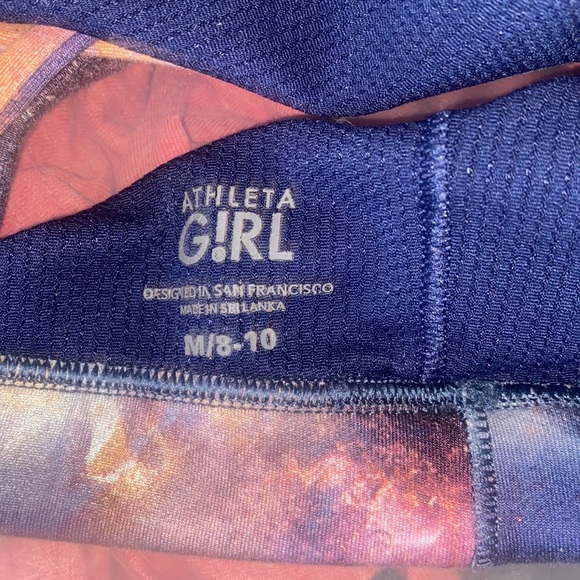 ATHLETA
G!RL
DESIGNED IN SAN FRANCISCO
MADE IN SRI LANKA
M/8-10